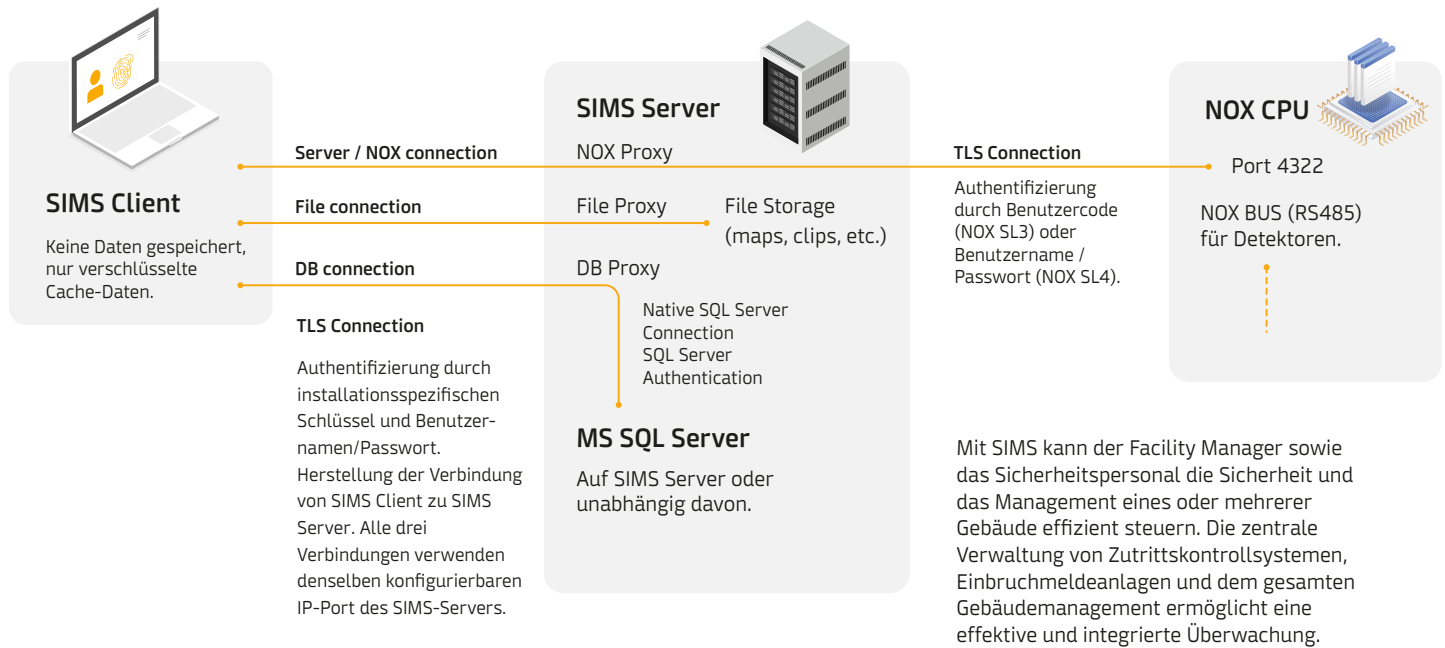 SIMS Client
Keine Daten gespeichert,
nur verschlüsselte
Cache-Daten.
Server / NOX connection
File connection
DB connection
TLS Connection
Authentifizierung durch
installationsspezifischen
Schlüssel und Benutzer-
namen/Passwort.
Herstellung der Verbindung
von SIMS Client zu SIMS
Server. Alle drei
Verbindungen verwenden
denselben konfigurierbaren
IP-Port des SIMS-Servers.
SIMS Server
NOX Proxy
File Proxy
File Storage
(maps, clips, etc.)
DB Proxy
Native SQL Server
Connection
SQL Server
Authentication
MS SQL Server
Auf SIMS Server oder
unabhängig davon.
TLS Connection
Authentifizierung
durch Benutzercode
(NOX SL3) oder
Benutzername /
Passwort (NOX SL4).
NOX CPU
Port 4322
NOX BUS (RS485)
für Detektoren.
Mit SIMS kann der Facility Manager sowie
das Sicherheitspersonal die Sicherheit und
das Management eines oder mehrerer
Gebäude effizient steuern. Die zentrale
Verwaltung von Zutrittskontrollsystemen,
Einbruchmeldeanlagen und dem gesamten
Gebäudemanagement ermöglicht eine
effektive und integrierte Überwachung.